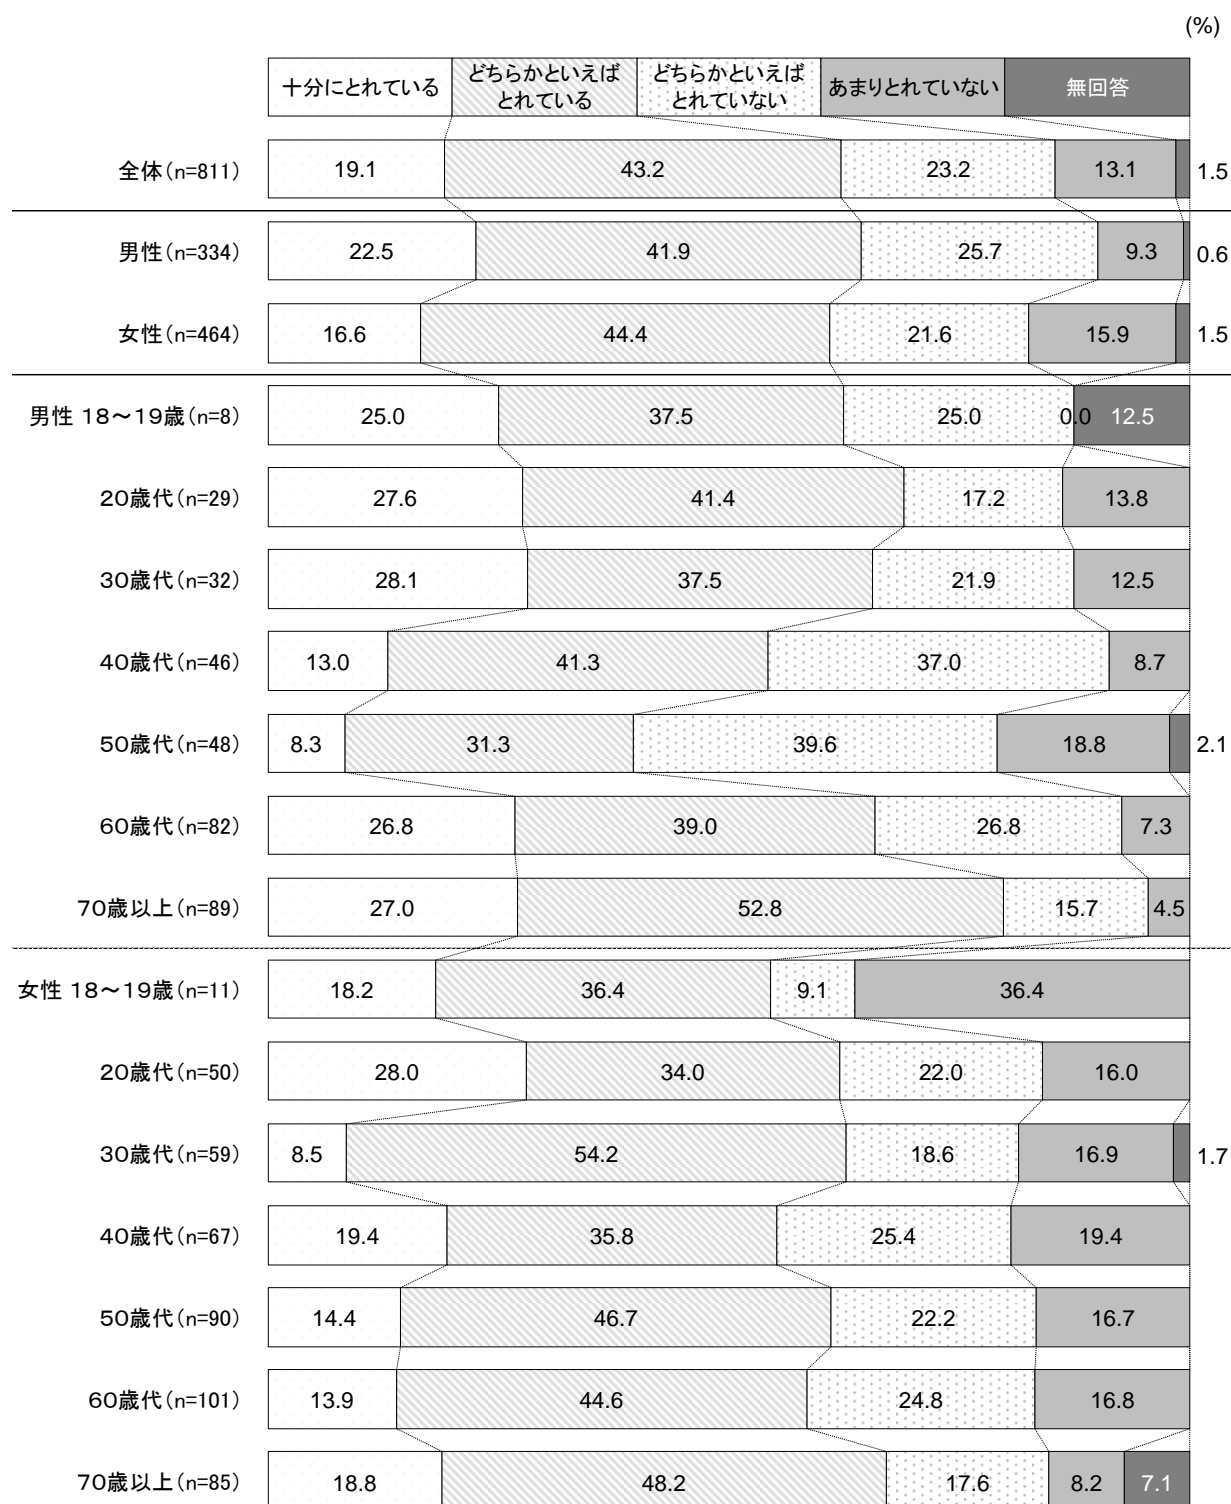 (%)
十分にとれている
どちらかといえば
とれている
どちらかといえば
とれていない
あまりとれていない
無回答
全体(n=811) 19.1 43.2 23.2 13.1 1.5
男性(n=334) 22.5 41.9 25.7 9.3 0.6
女性(n=464) 16.6 44.4 21.6 15.9 1.5
男性 18～19歳(n=8) 25.0 37.5 25.0 0.0 12.5
20歳代(n=29) 27.6 41.4 17.2 13.8
30歳代(n=32) 28.1 37.5 21.9 12.5
40歳代(n=46) 13.0 41.3 37.0 8.7
50歳代(n=48) 8.3 31.3 39.6 18.8 2.1
60歳代(n=82) 26.8 39.0 26.8 7.3
70歳以上(n=89) 27.0 52.8 15.7 4.5
女性 18～19歳(n=11) 18.2 36.4 9.1 36.4
20歳代(n=50) 28.0 34.0 22.0 16.0
30歳代(n=59) 8.5 54.2 18.6 16.9 1.7
40歳代(n=67) 19.4 35.8 25.4 19.4
50歳代(n=90) 14.4 46.7 22.2 16.7
60歳代(n=101) 13.9 44.6 24.8 16.8
70歳以上(n=85) 18.8 48.2 17.6 8.2 7.1